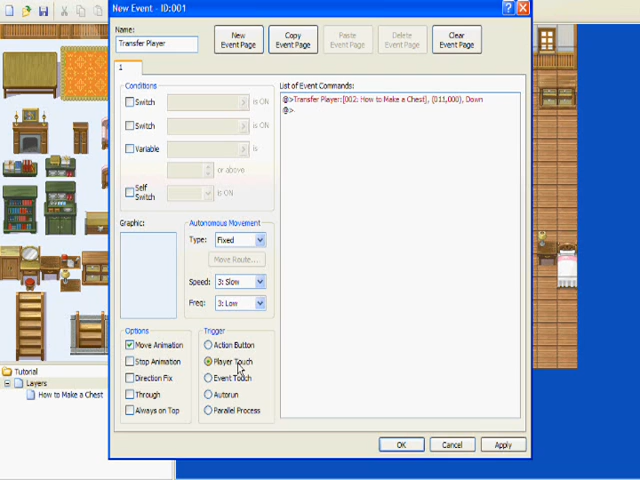 New Event - ID:001
Name:
Transfer Player
New
Event Page
Copy
Event Page
Paste
Event Page
Delete
Event Page
Clear
Event Page
1
Conditions
Switch
is ON
Switch
is ON
Variable
is
or above
Self
Switch
is ON
Graphic:
Autonomous Movement
Type:
Fixed
Move Route...
Speed:
3: Slow
Freq:
3: Low
Options
Move Animation
Stop Animation
Direction Fix
Through
Always on Top
Trigger
Action Button
Player Touch
Event Touch
Autorun
Parallel Process
List of Event Commands:
@>Transfer Player:[002: How to Make a Chest], (011,000), Down
@>
Tutorial
Layers
How to Make a Chest
OK
Cancel
Apply